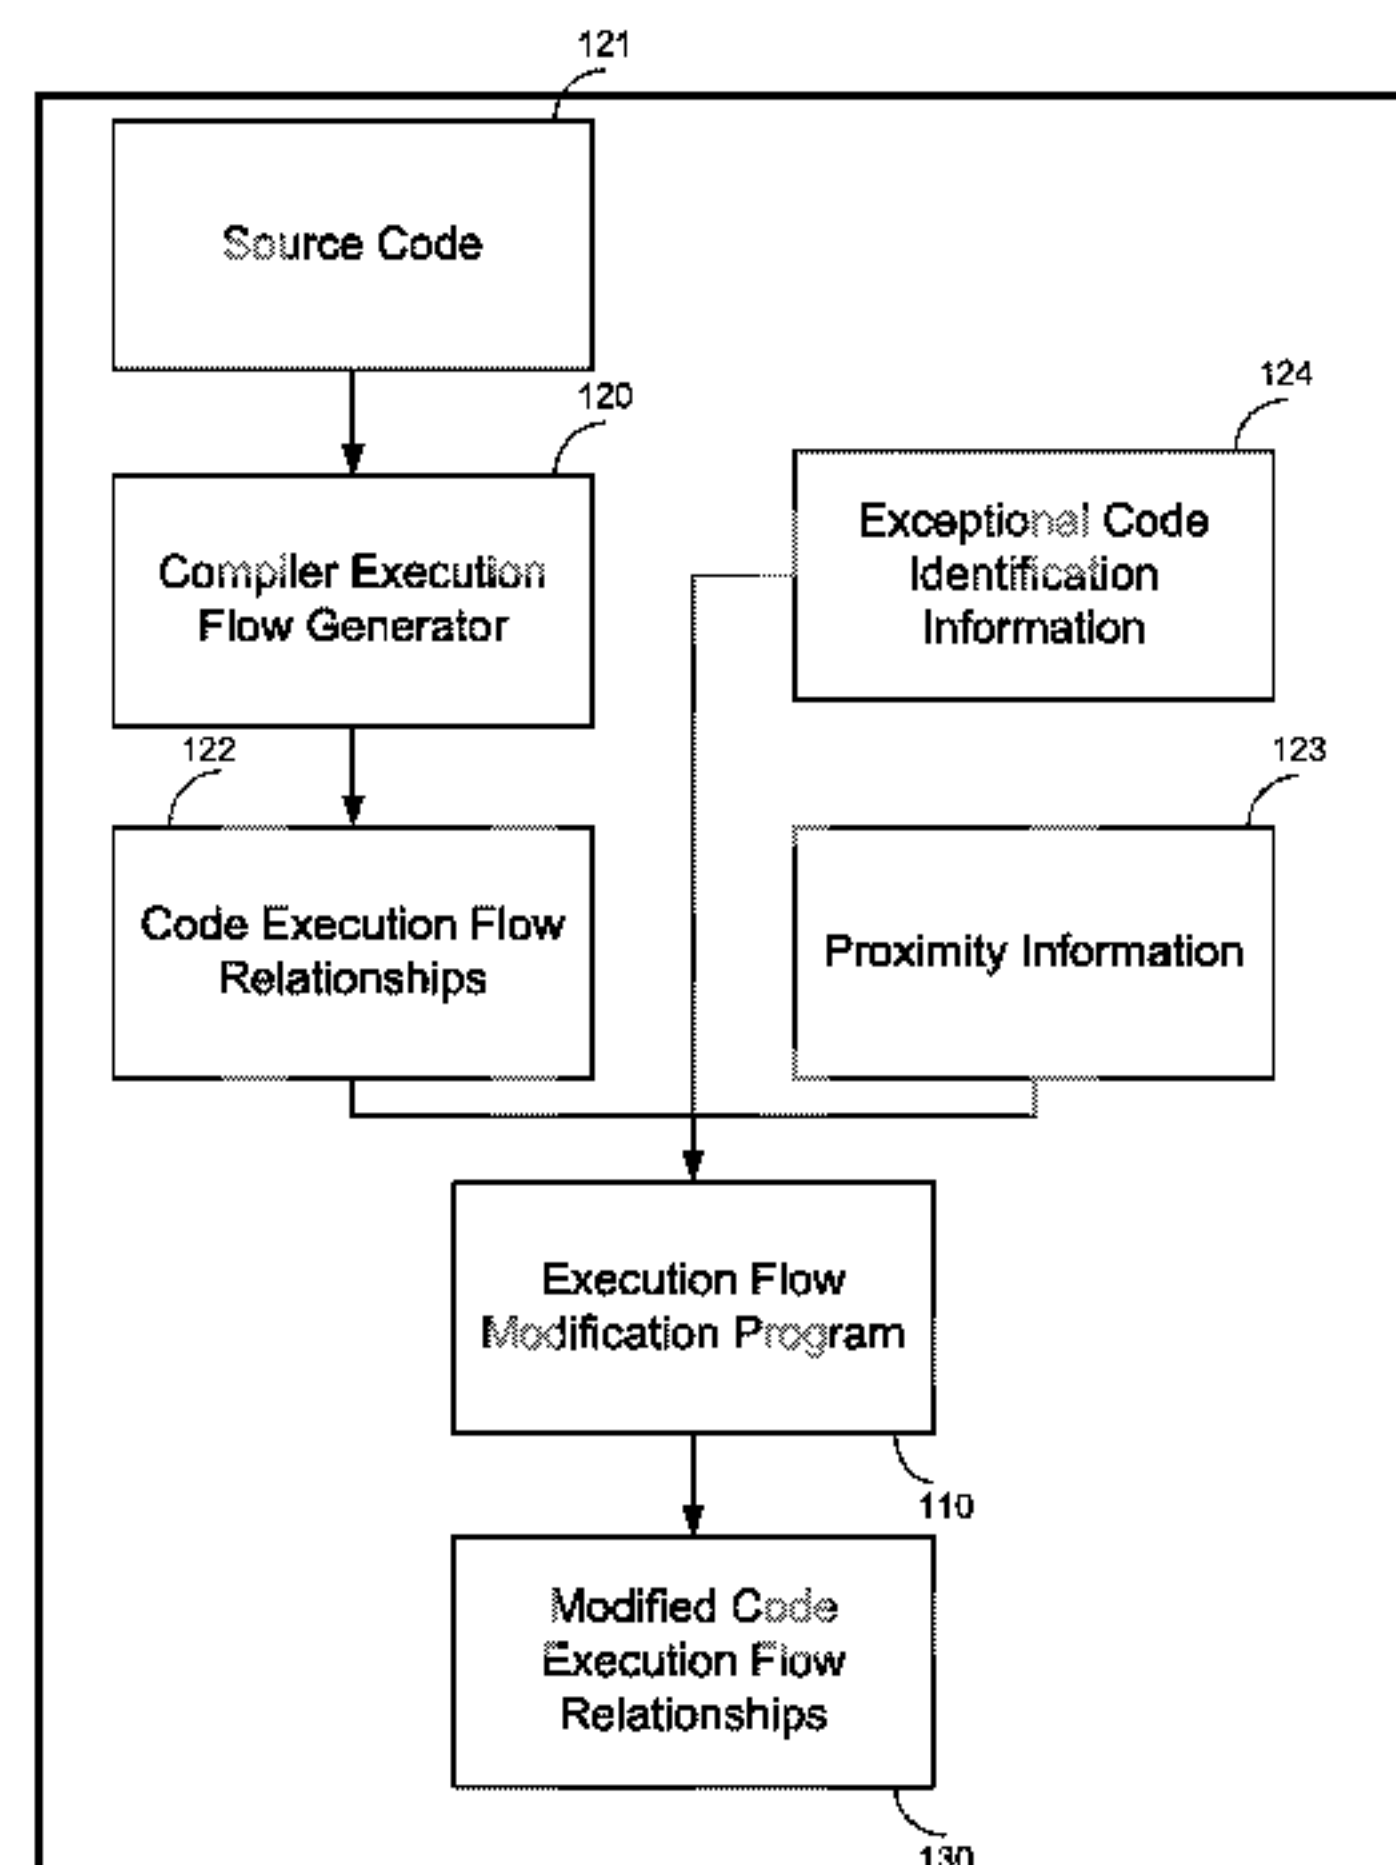 121
Source Code
120
Compiler Execution
Flow Generator
124
Exceptional Code
Identification
Information
122
Code Execution Flow
Relationships
123
Proximity Information
Execution Flow
Modification Program
110
Modified Code
Execution Flow
Relationships
130